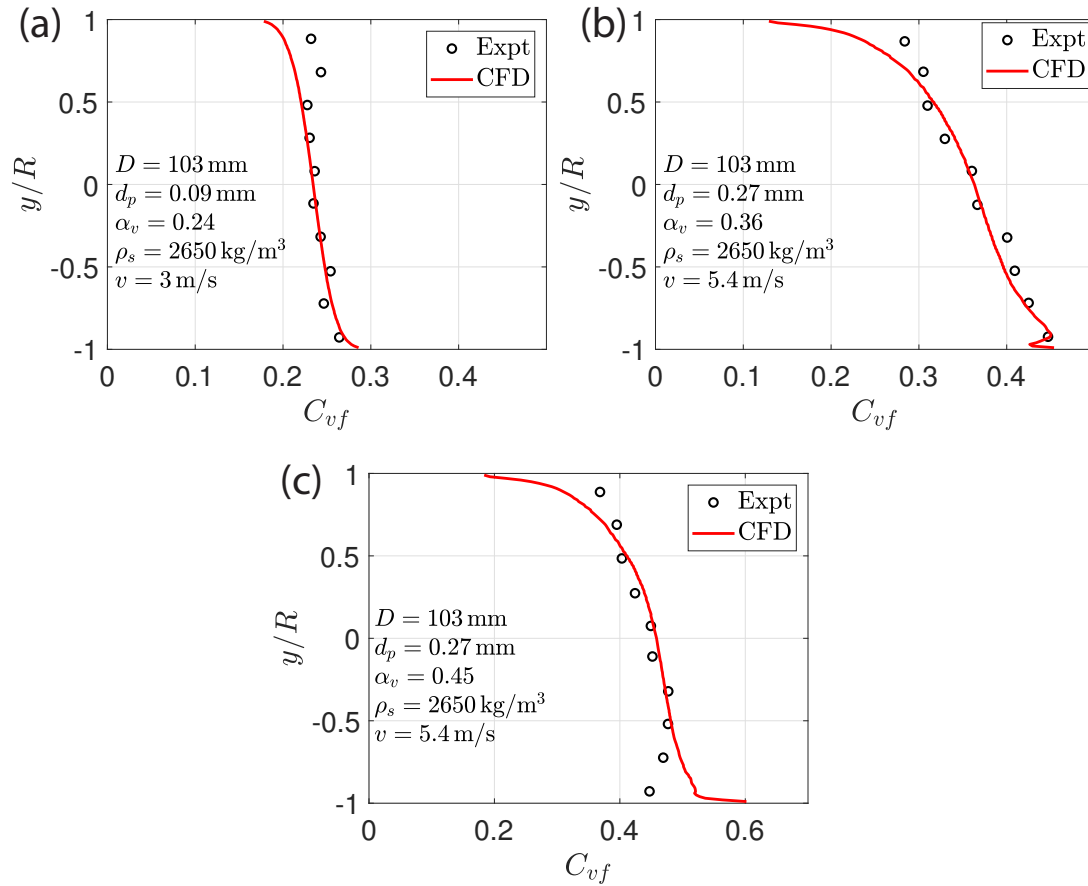 (a)
1
0.5
0
-0.5
-1
y/R
Expt
CFD
D = 103 mm
d_p = 0.09 mm
α_v = 0.24
ρ_s = 2650 kg/m³
v = 3 m/s
0 0.1 0.2 0.3 0.4
C_vf
(b)
1
0.5
0
-0.5
-1
y/R
Expt
CFD
D = 103 mm
d_p = 0.27 mm
α_v = 0.36
ρ_s = 2650 kg/m³
v = 5.4 m/s
0 0.1 0.2 0.3 0.4
C_vf
(c)
1
0.5
0
-0.5
-1
y/R
Expt
CFD
D = 103 mm
d_p = 0.27 mm
α_v = 0.45
ρ_s = 2650 kg/m³
v = 5.4 m/s
0 0.2 0.4 0.6
C_vf